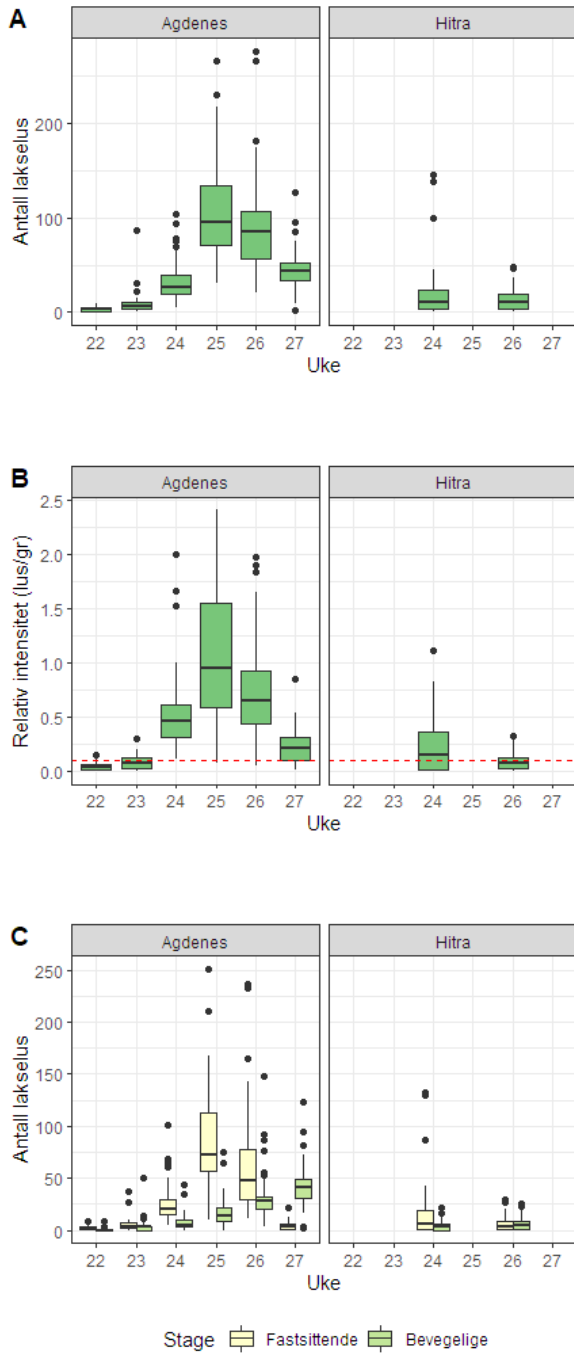 A
Agdenes
Hitra
Antall lakselus
200
100
0
22 23 24 25 26 27
22 23 24 25 26 27
Uke
B
Agdenes
Hitra
Relativ intensitet (lus/gr)
2.5
2.0
1.5
1.0
0.5
0.0
22 23 24 25 26 27
22 23 24 25 26 27
Uke
C
Agdenes
Hitra
Antall lakselus
250
200
150
100
50
0
22 23 24 25 26 27
22 23 24 25 26 27
Uke
Stage Fastsittende Bevegelige